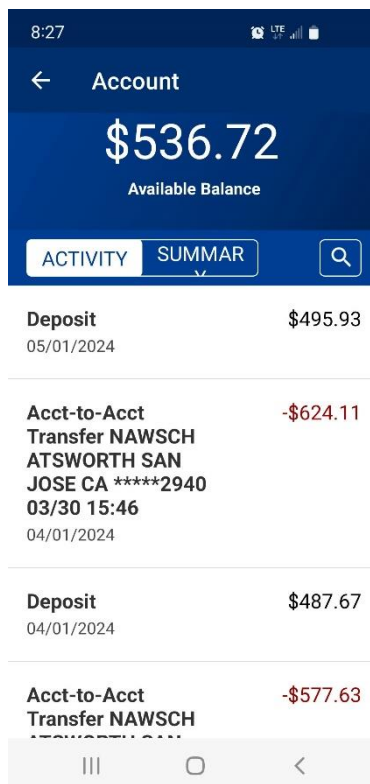 8:27
LTE
Account
$536.72
Available Balance
ACTIVITY
SUMMAR
Deposit $495.93
05/01/2024
Acct-to-Acct -$624.11
Transfer NAWSCH
ATSWORTH SAN
JOSE CA *****2940
03/30 15:46
04/01/2024
Deposit $487.67
04/01/2024
Acct-to-Acct -$577.63
Transfer NAWSCH